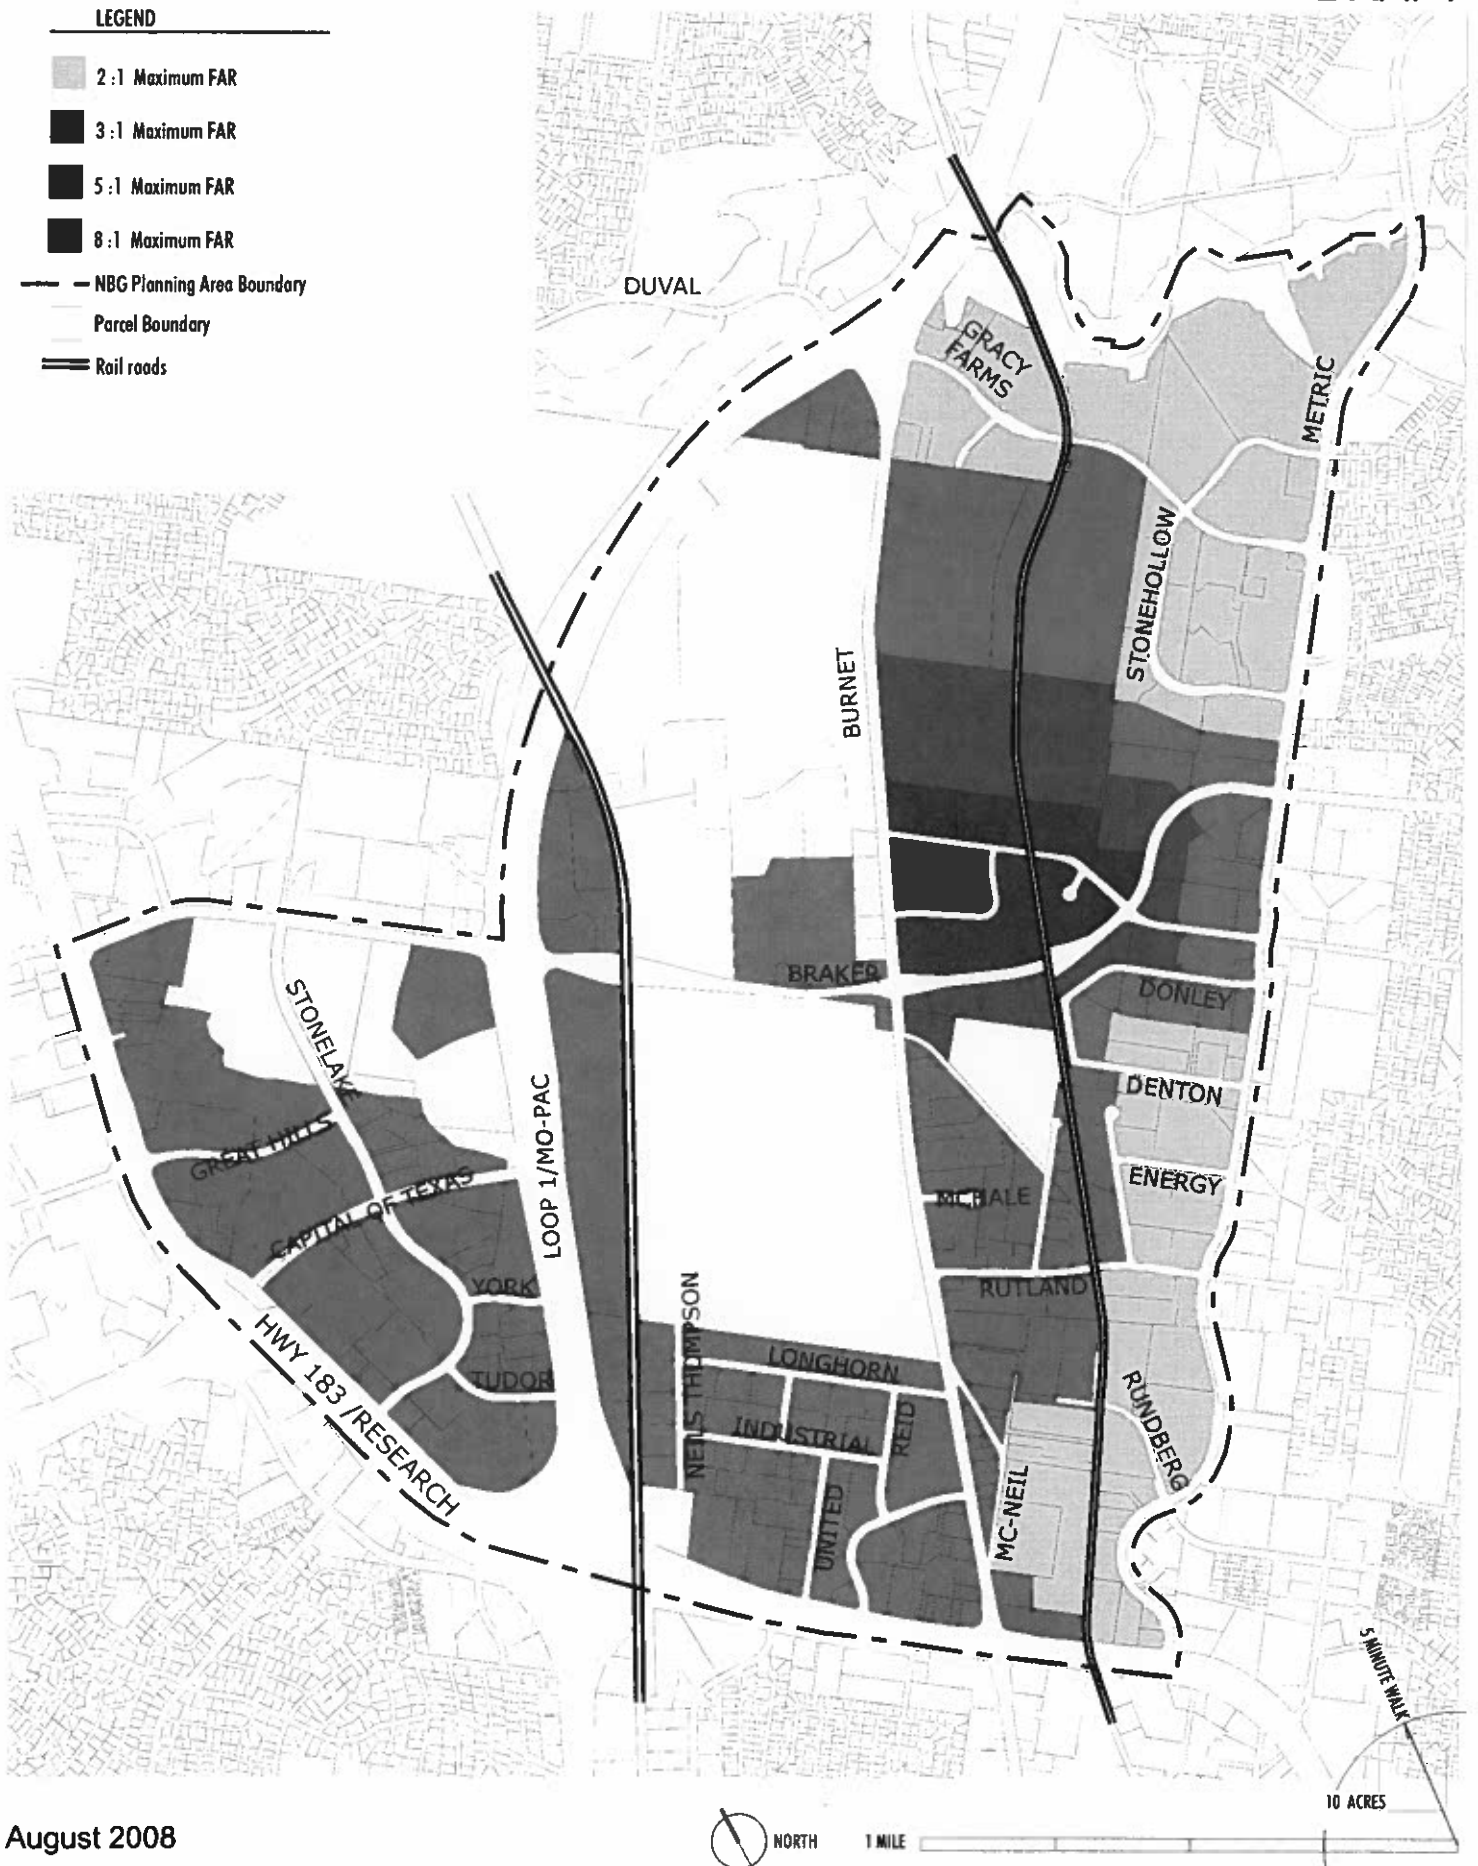 LEGEND
2 :1 Maximum FAR
3 :1 Maximum FAR
5 :1 Maximum FAR
8 :1 Maximum FAR
NBG Planning Area Boundary
Parcel Boundary
Rail roads
DUVAL
GRACY
FARMS
METRIC
STONEHOLLOW
BURNET
BRAKER
DONLEY
STONELAKE
DENTON
LOOP 1/MO-PAC
GREAT HILLS
ENERGY
CAPITAL OF TEXAS
MCHALE
YORK
RUTLAND
HWY 183 /RESEARCH
NEILS THOMPSON
LONGHORN
TUDOR
REID
RUNDBERG
INDUSTRIAL
UNITED
MC-NEIL
5 MINUTE WALK
10 ACRES
August 2008
NORTH
1 MILE